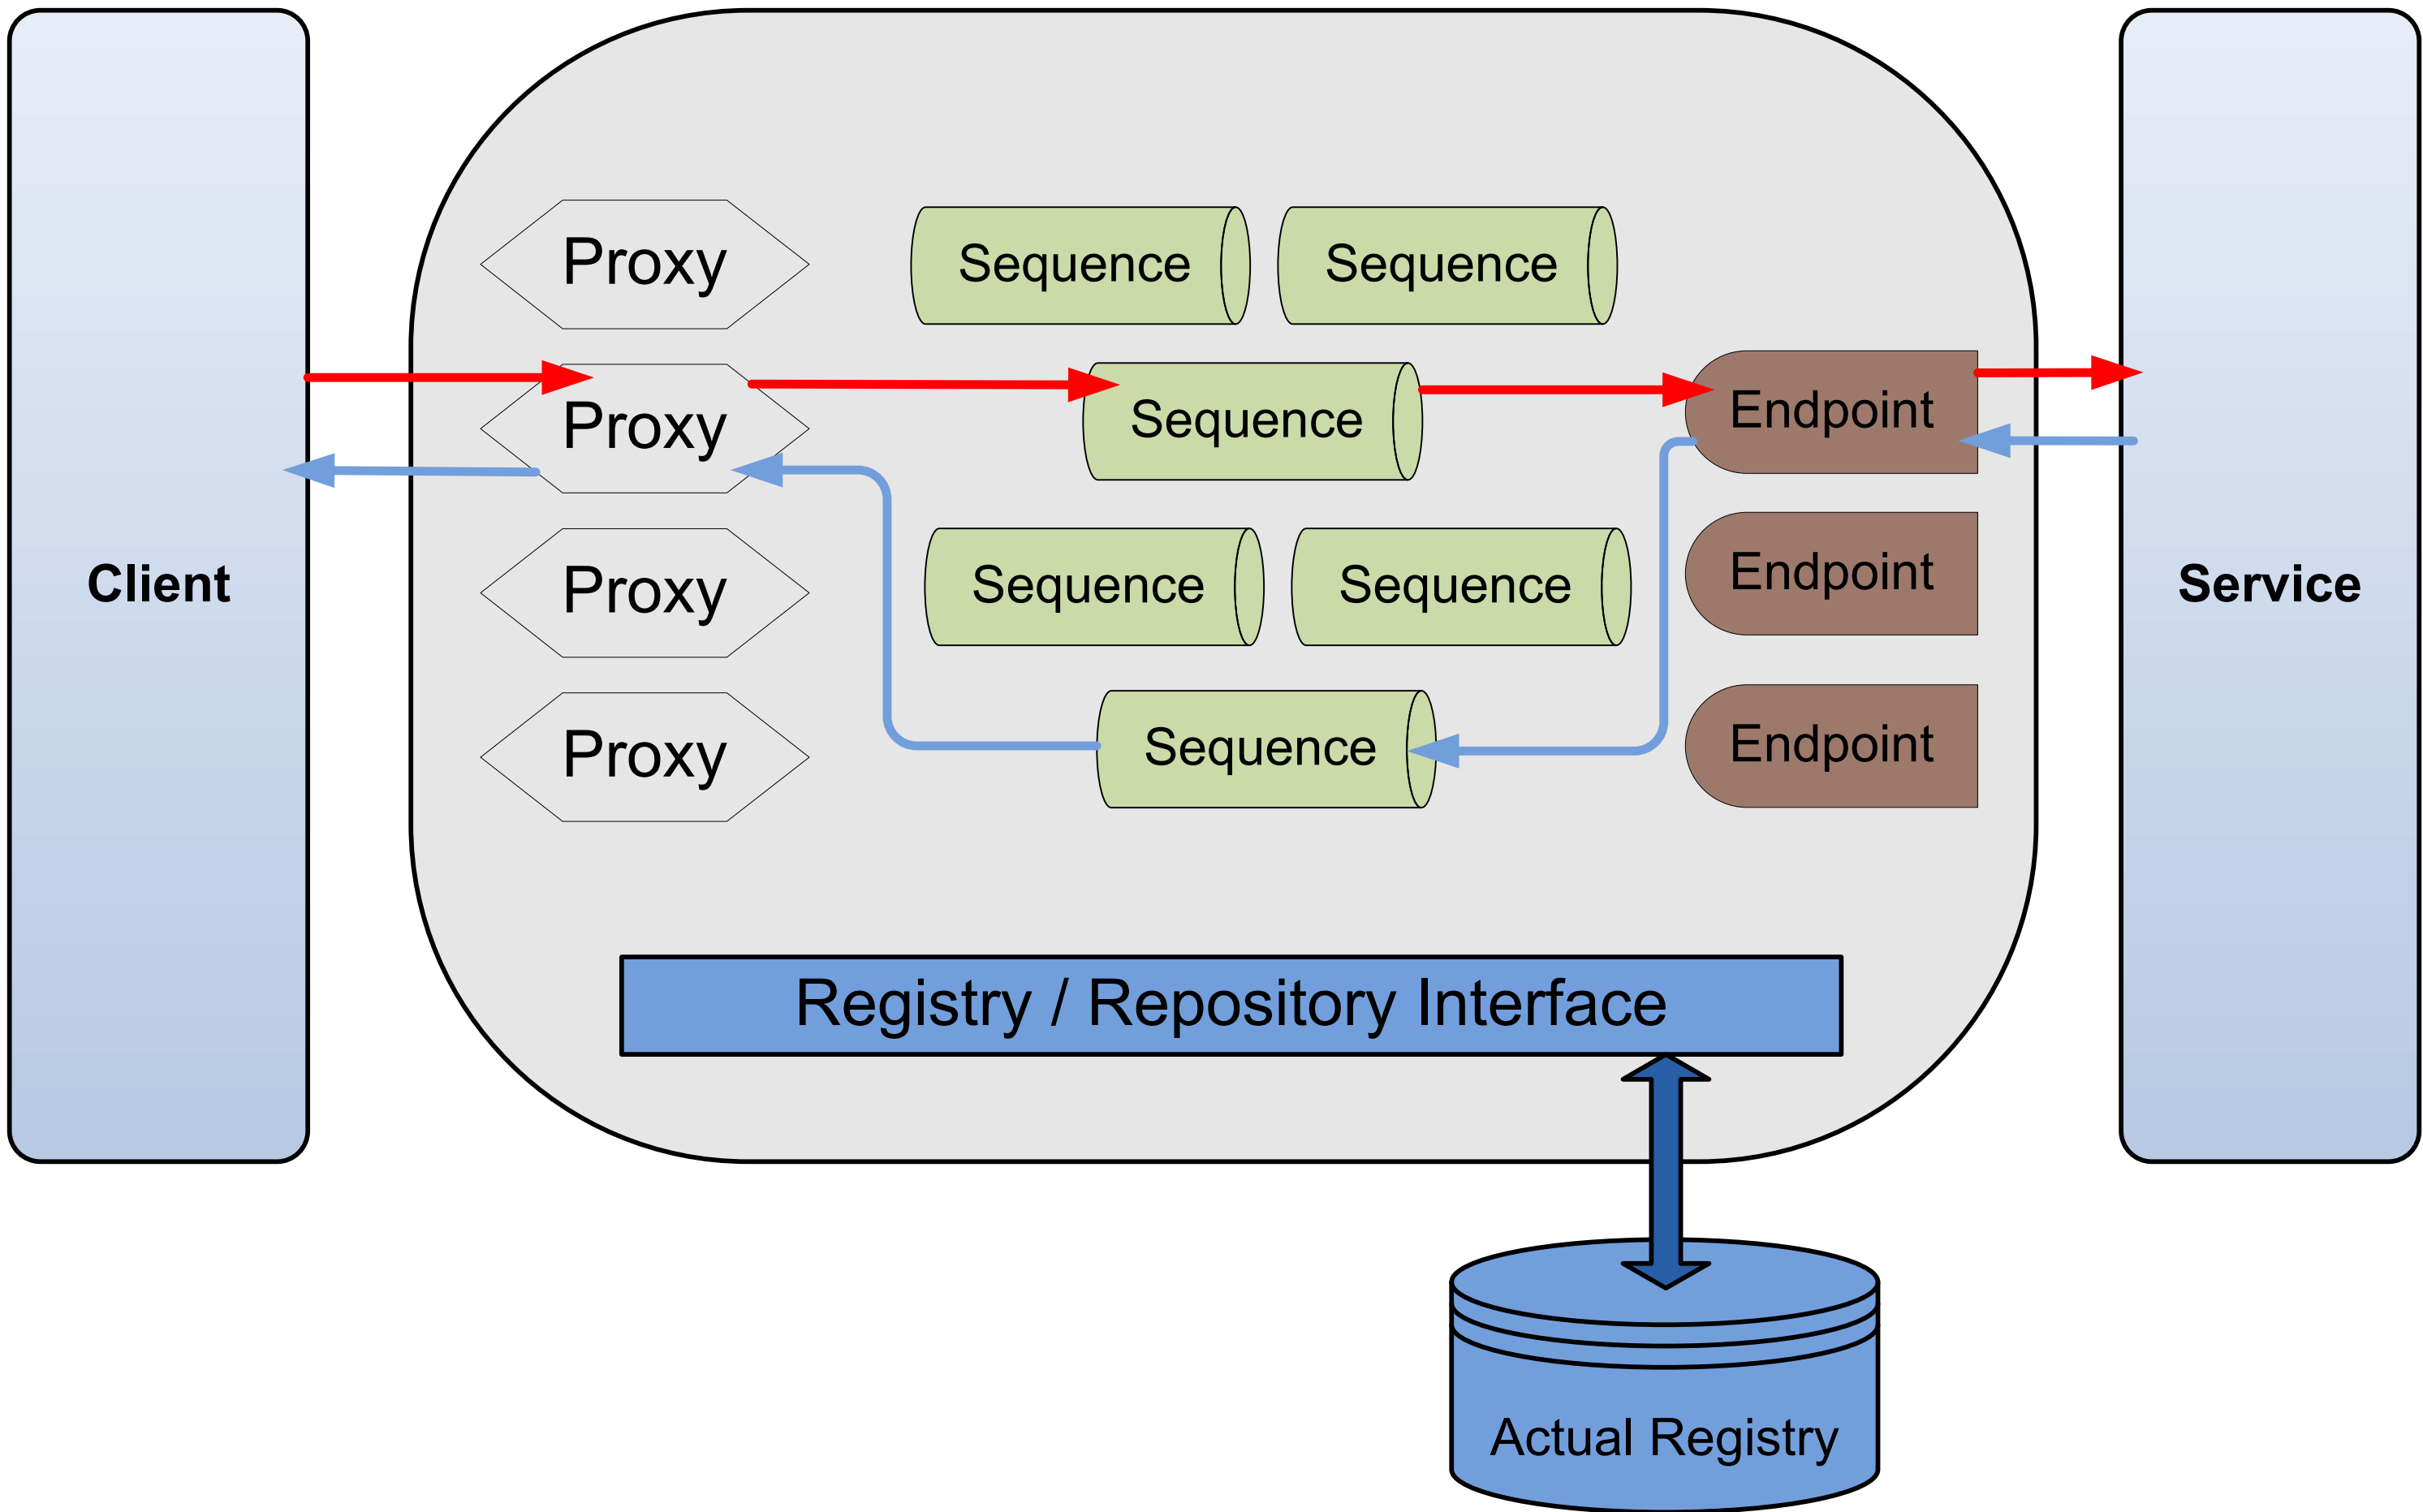 Proxy
Sequence
Sequence
Proxy
Sequence
Endpoint
Client
Proxy
Sequence
Sequence
Endpoint
Service
Proxy
Sequence
Endpoint
Registry / Repository Interface
Actual Registry